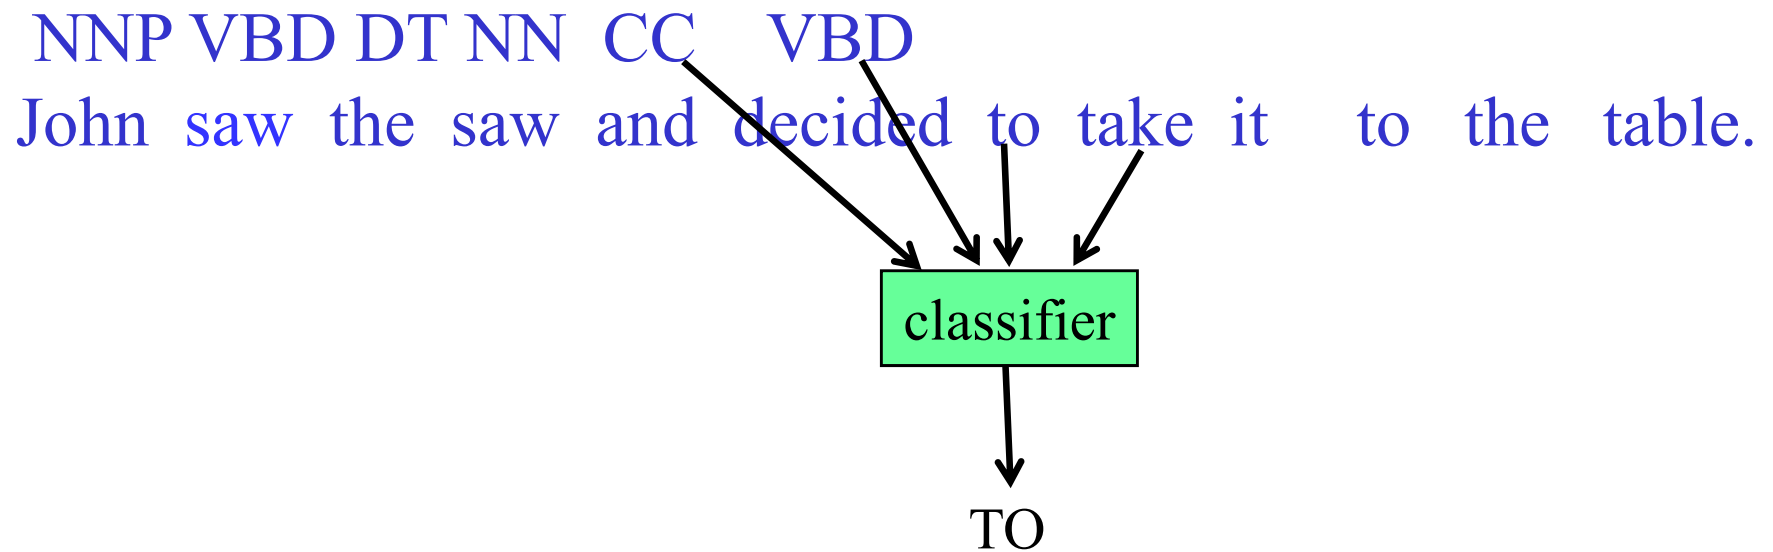 NNP VBD DT NN CC VBD
John saw the saw and decided to take it to the table.
classifier
TO